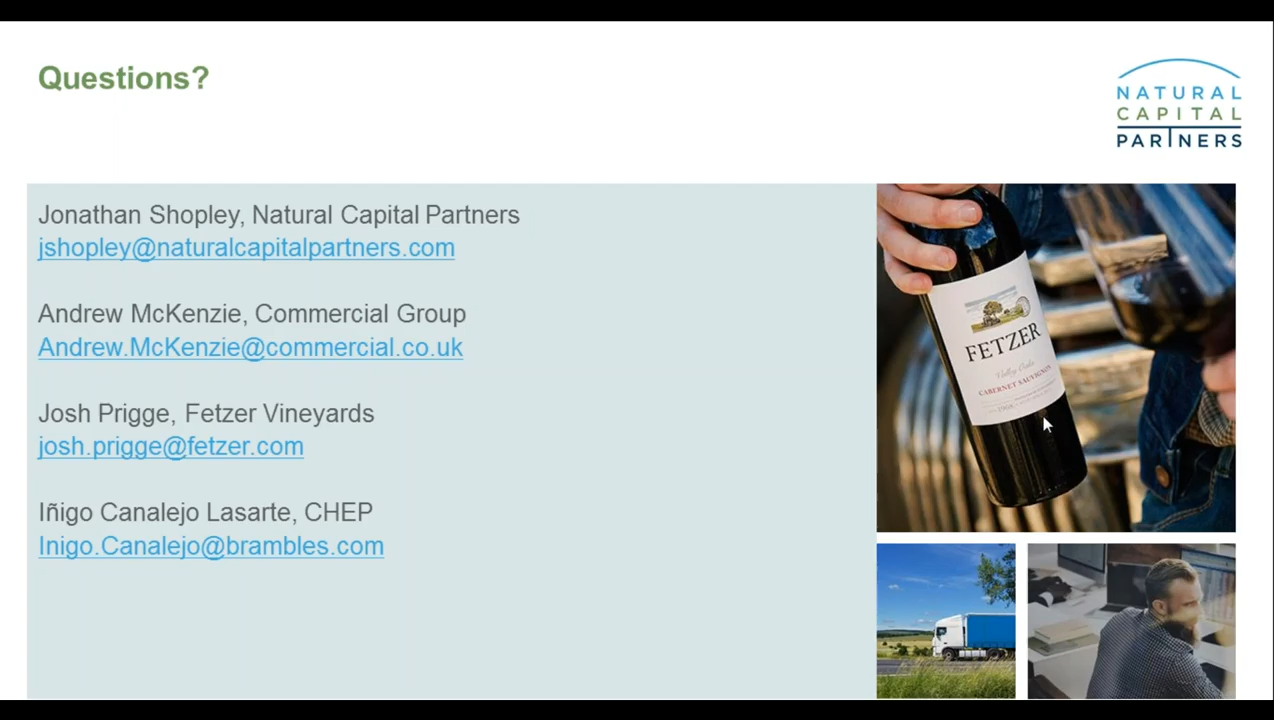 Questions?
NATURAL
CAPITAL
PARTNERS
Jonathan Shopley, Natural Capital Partners
jshopley@naturalcapitalpartners.com
Andrew McKenzie, Commercial Group
Andrew.McKenzie@commercial.co.uk
Josh Prigge, Fetzer Vineyards
josh.prigge@fetzer.com
Iñigo Canalejo Lasarte, CHEP
Inigo.Canalejo@brambles.com
FETZER
Valley Oaks
CABERNET SAUVIGNON